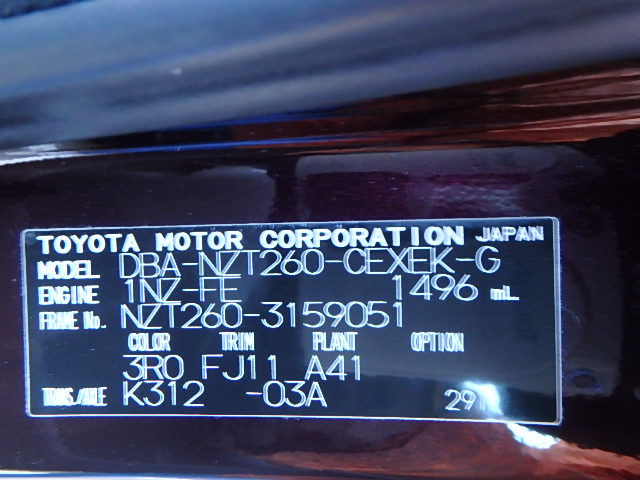 TOYOTA MOTOR CORPORATION JAPAN
MODEL DBA-NZT260-CEXEK-G
ENGINE 1NZ-FE 1496 mL
FRAME No. NZT260-3159051
COLOR TRIM PLANT OPTION
3R0 FJ11 A41
TRANS./AXLE K312 -03A